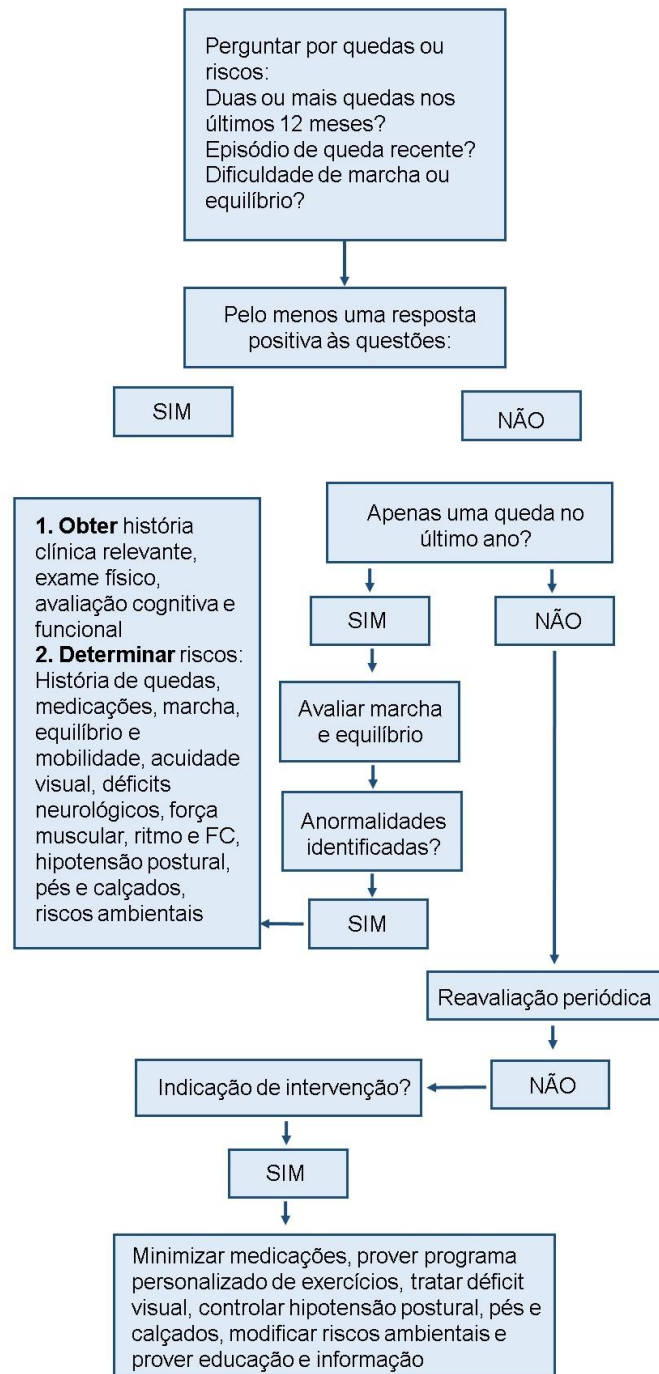 Perguntar por quedas ou
riscos:
Duas ou mais quedas nos
últimos 12 meses?
Episódio de queda recente?
Dificuldade de marcha ou
equilíbrio?
Pelo menos uma resposta
positiva às questões:
SIM
NÃO
1. Obter história
clínica relevante,
exame físico,
avaliação cognitiva e
funcional
2. Determinar riscos:
História de quedas,
medicações, marcha,
equilíbrio e
mobilidade, acuidade
visual, déficits
neurológicos, força
muscular, ritmo e FC,
hipotensão postural,
pés e calçados,
riscos ambientais
Apenas uma queda no
último ano?
SIM
NÃO
Avaliar marcha
e equilíbrio
Anormalidades
identificadas?
SIM
Reavaliação periódica
NÃO
Indicação de intervenção?
SIM
Minimizar medicações, prover programa
personalizado de exercícios, tratar déficit
visual, controlar hipotensão postural, pés e
calçados, modificar riscos ambientais e
prover educação e informação